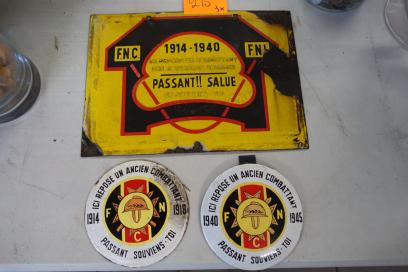 1914 - 1940
F.N.C. F.N.I.
PASSANT!! SALUE
ICI REPOSE UN ANCIEN COMBATTANT
1914 1918
F N
C
PASSANT SOUVIENS-TOI
ICI REPOSE UN ANCIEN COMBATTANT
1940 1945
F N
C
PASSANT SOUVIENS-TOI